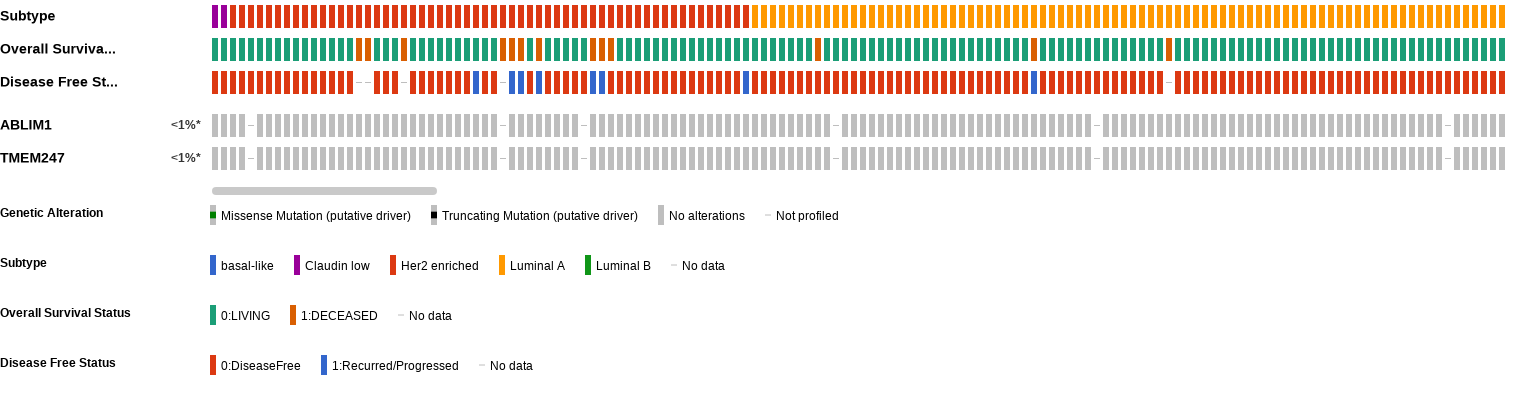 Subtype
Overall Surviva...
Disease Free St...
ABLIM1 <1%*
TMEM247 <1%*
Genetic Alteration Missense Mutation (putative driver) Truncating Mutation (putative driver) No alterations Not profiled
Subtype basal-like Claudin low Her2 enriched Luminal A Luminal B No data
Overall Survival Status 0:LIVING 1:DECEASED No data
Disease Free Status 0:DiseaseFree 1:Recurred/Progressed No data